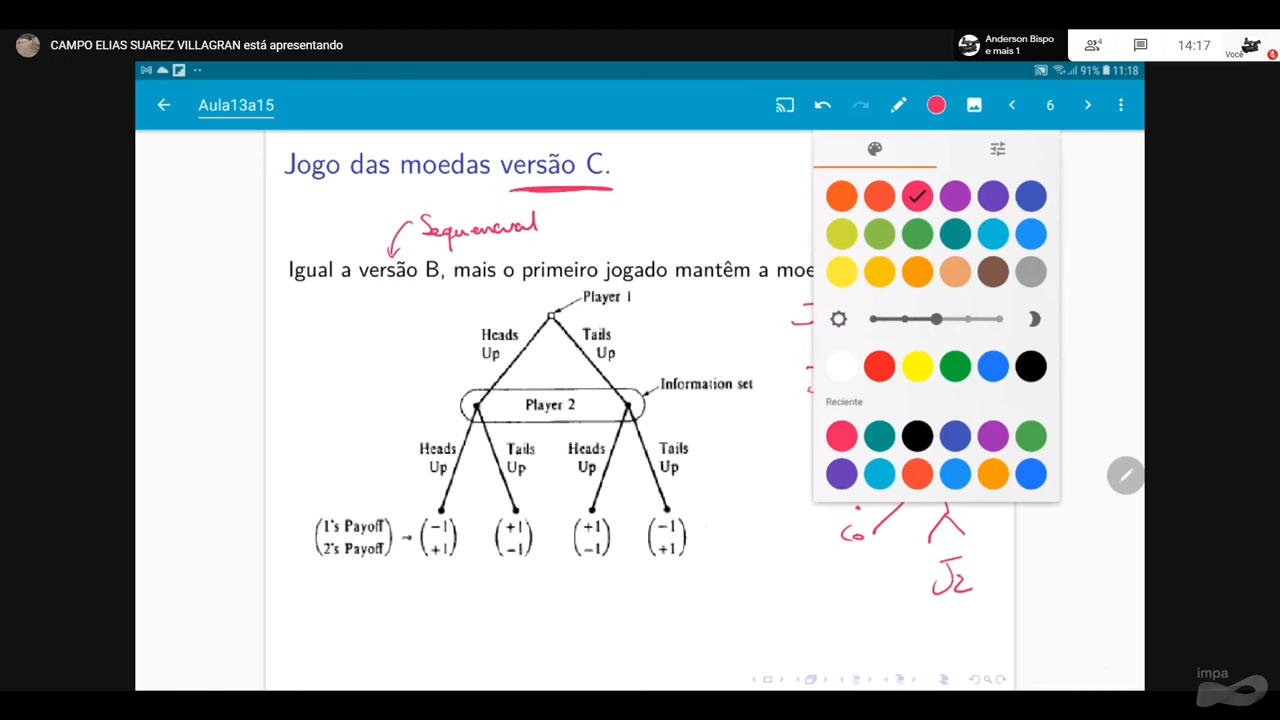 CAMPO ELIAS SUAREZ VILLAGRAN está apresentando
Anderson Bispo
e mais 1
4
14:17
Você
91% 11:18
Aula13a15
6
Jogo das moedas versão C.
Igual a versão B, mais o primeiro jogado mantêm a moe
Player 1
Heads
Up
Tails
Up
Information set
Player 2
Heads
Up
Tails
Up
Heads
Up
Tails
Up
(1's Payoff
2's Payoff) → (−1
+1) (+1
−1) (+1
−1) (−1
+1)
Reciente
Co
J2
impa